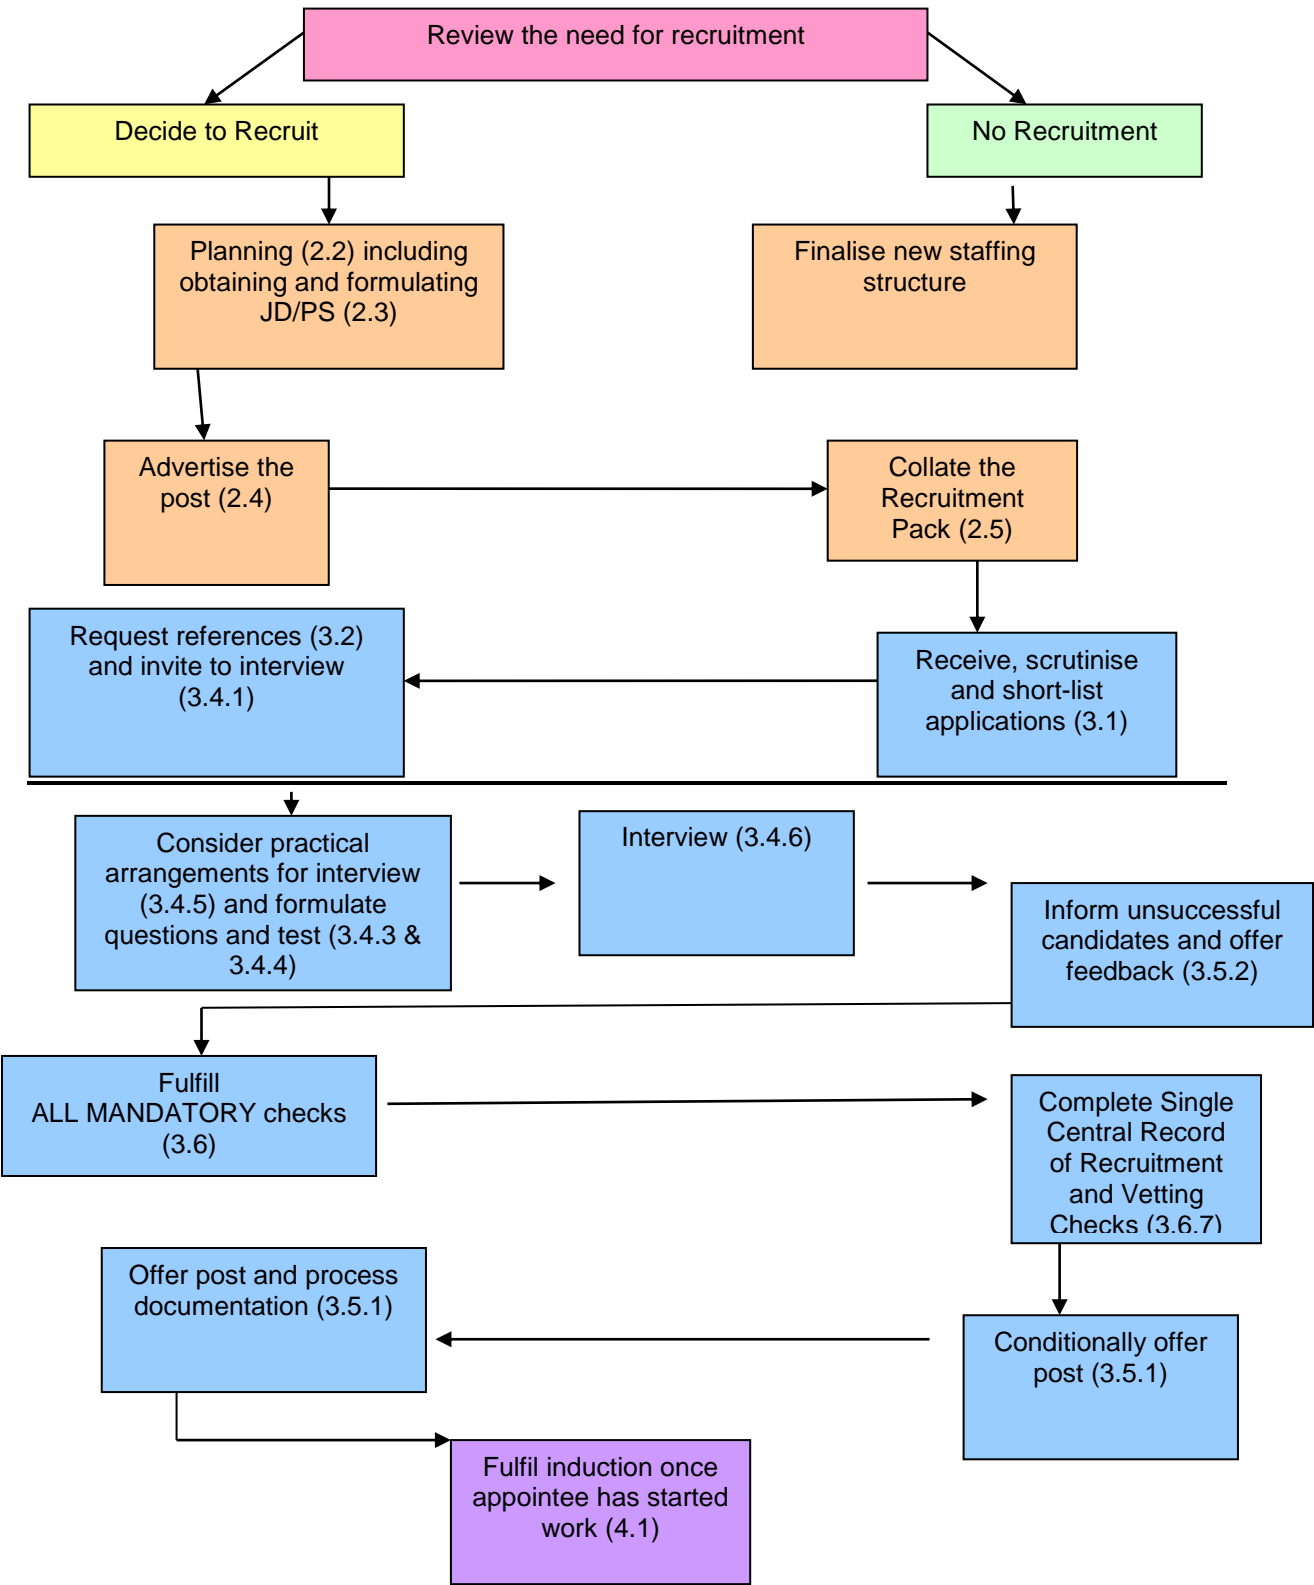 Review the need for recruitment
Decide to Recruit
No Recruitment
Planning (2.2) including
obtaining and formulating
JD/PS (2.3)
Finalise new staffing
structure
Advertise the
post (2.4)
Collate the
Recruitment
Pack (2.5)
Request references (3.2)
and invite to interview
(3.4.1)
Receive, scrutinise
and short-list
applications (3.1)
Consider practical
arrangements for interview
(3.4.5) and formulate
questions and test (3.4.3 &
3.4.4)
Interview (3.4.6)
Inform unsuccessful
candidates and offer
feedback (3.5.2)
Fulfill
ALL MANDATORY checks
(3.6)
Complete Single
Central Record
of Recruitment
and Vetting
Checks (3.6.7)
Offer post and process
documentation (3.5.1)
Conditionally offer
post (3.5.1)
Fulfil induction once
appointee has started
work (4.1)